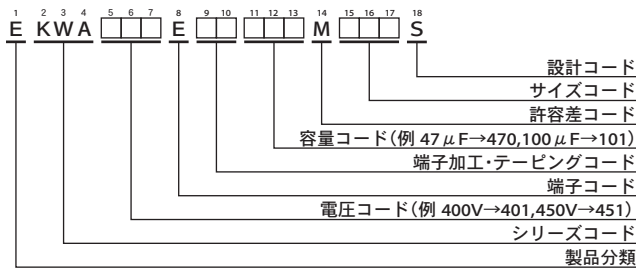 1 2 3 4 5 6 7 8 9 10 11 12 13 14 15 16 17 18
E KWA□□□E□□□□□M□□□S
設計コード
サイズコード
許容差コード
容量コード(例 47μF→470,100μF→101)
端子加工・テーピングコード
端子コード
電圧コード(例 400V→401,450V→451)
シリーズコード
製品分類